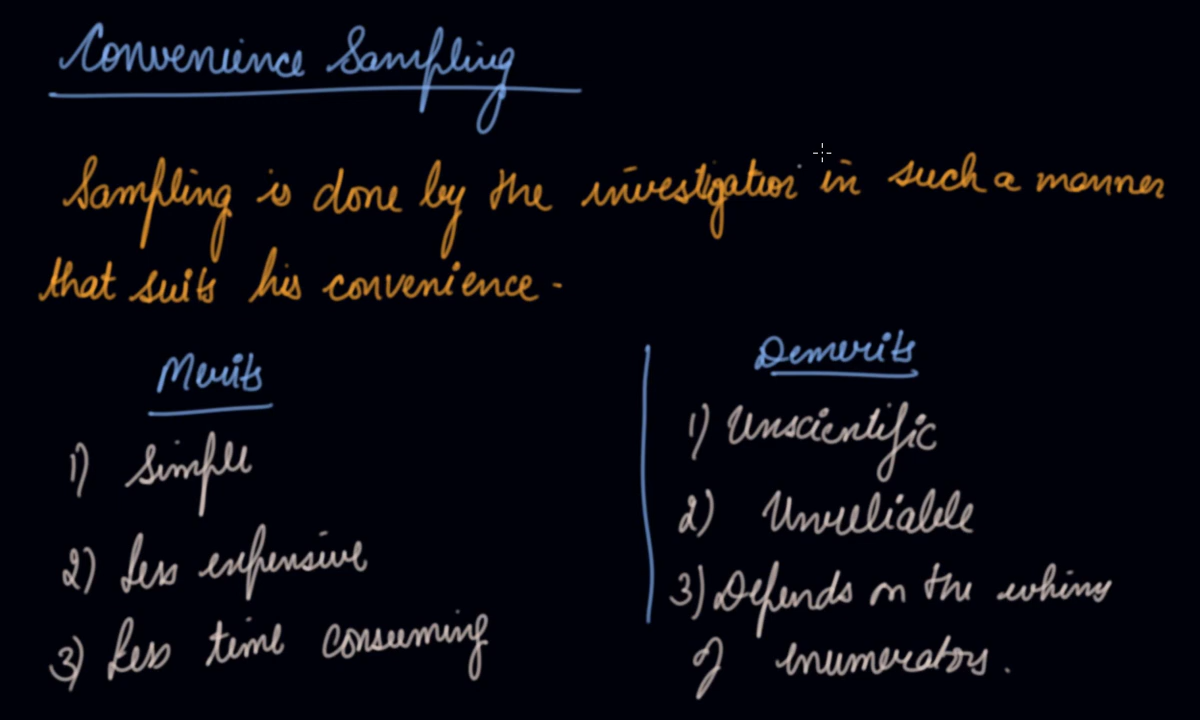 Convenience Sampling
Sampling is done by the investigator in such a manner
that suits his convenience.
Merits
1) Simple
2) Less expensive
3) Less time consuming
Demerits
1) Unscientific
2) Unreliable
3) Depends on the whims
of enumerators.